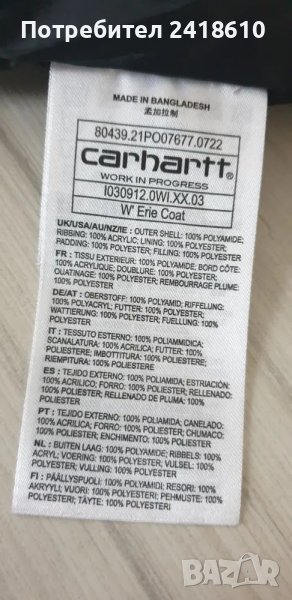 Потребител 2418610
MADE IN BANGLADESH
孟加拉制
80439.21PO07677.0722
carhartt®
WORK IN PROGRESS
I030912.0WI.XX.03
W' Erie Coat
UK/USA/AU/NZ/IE : OUTER SHELL: 100% POLYAMIDE;
RIBBING: 100% ACRYLIC; LINING: 100% POLYESTER;
PADDING: 100% POLYESTER; FILLING: 100% POLYESTER
FR : TISSU EXTERIEUR: 100% POLYAMIDE, BORD CÔTE:
100% ACRYLIQUE; DOUBLURE: 100% POLYESTER;
OUATINAGE: 100% POLYESTER; REMBOURRAGE PLUME:
100% POLYESTER
DE/AT : OBERSTOFF: 100% POLYAMID; RIFFELUNG:
100% POLYACRYL; FUTTER: 100% POLYESTER;
WATTIERUNG: 100% POLYESTER; FUELLUNG: 100%
POLYESTER
IT : TESSUTO ESTERNO: 100% POLIAMMIDICA;
SCANALATURA: 100% ACRILICA; FUTTER: 100%
POLIESTERE; IMBOTTITURA: 100% POLIESTERE;
RIEMPITURA: 100% POLIESTERE
ES : TEJIDO EXTERNO: 100% POLIAMIDA, ESTRIACIÓN:
100% ACRILICO; FORRO: 100% POLIESTER; RELLENO:
100% POLIESTER; RELLENADO DE PLUMA: 100%
POLIESTER
PT : TEJIDO EXTERNO: 100% POLIAMIDA; CANELADO:
100% ACRILICA; FORRO: 100% POLIESTER; CHUMACO:
100% POLIESTER; ENCHIMENTO: 100% POLIESTER
NL : BUITEN LAAG: 100% POLYAMIDE; RIBBELS: 100%
ACRYL; VOERING: 100% POLYESTER; VULSEL: 100%
POLYESTER; VULLING: 100% POLYESTER
FI : PÄÄLLYSPUOLI: 100% POLYAMIDI; RESORI: 100%
AKRYYLI; VUORI: 100% POLYESTERI; PEHMUSTE: 100%
POLYESTERI; TÄYTE: 100% POLYESTERI
BAZAR